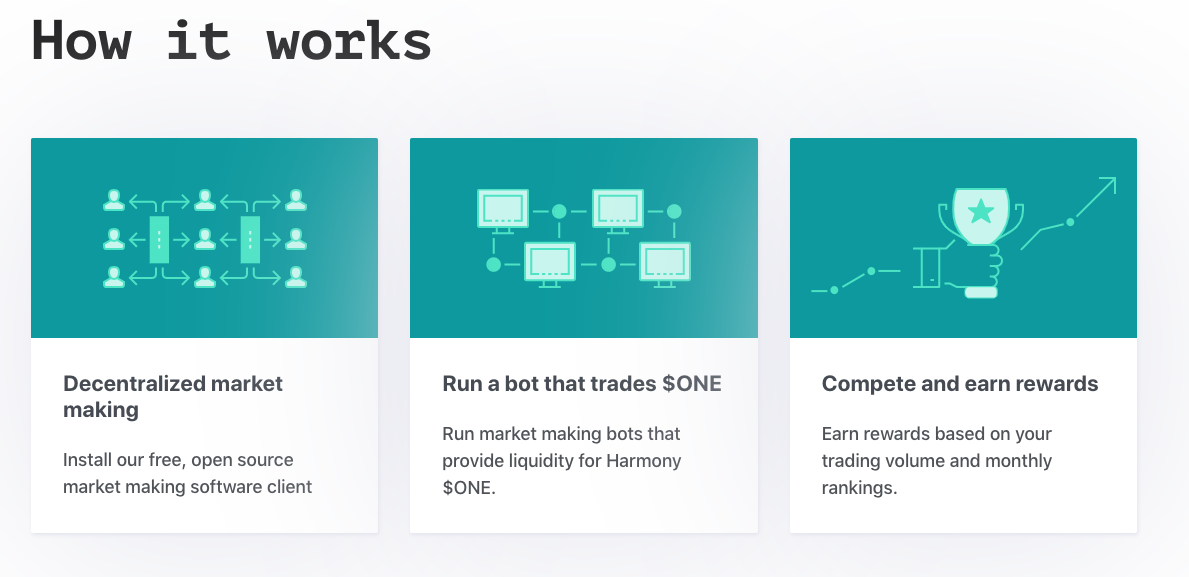 How it works
Decentralized market
making
Install our free, open source
market making software client
Run a bot that trades $ONE
Run market making bots that
provide liquidity for Harmony
$ONE.
Compete and earn rewards
Earn rewards based on your
trading volume and monthly
rankings.